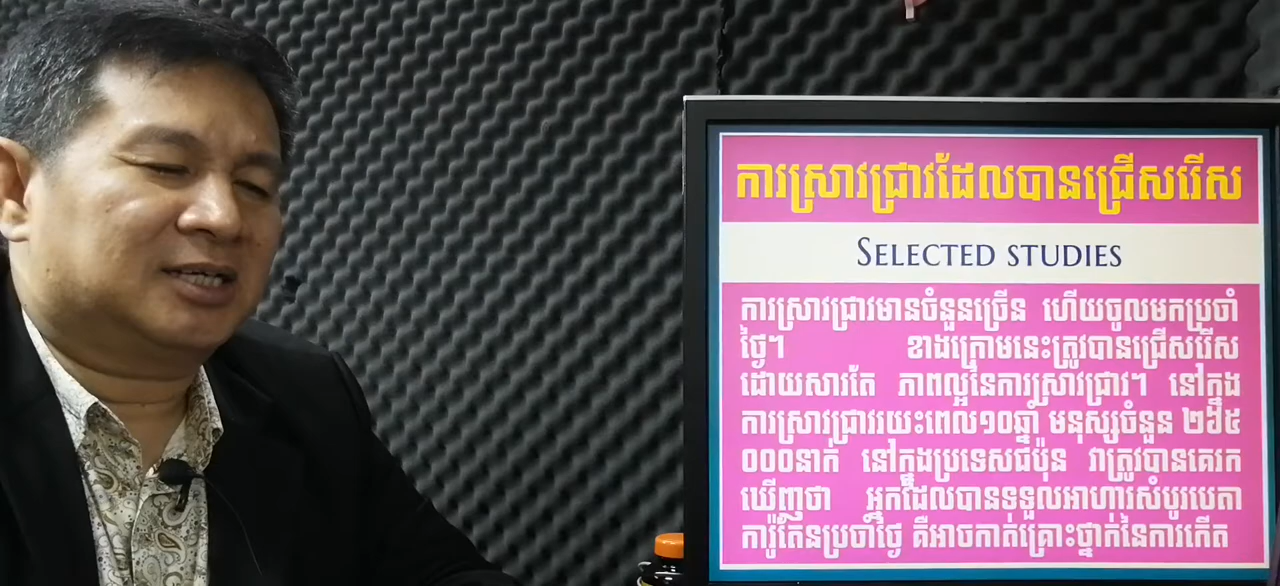 ការស្រាវជ្រាវដែលបានជ្រើសរើស
SELECTED STUDIES
ការស្រាវជ្រាវមានចំនួនច្រើន ហើយចូលមកប្រចាំ
ថ្ងៃ។ ខាងក្រោមនេះត្រូវបានជ្រើសរើស
ដោយសារតែ ភាពល្អនៃការស្រាវជ្រាវ។ នៅក្នុង
ការស្រាវជ្រាវរយះពេល១០ឆ្នាំ មនុស្សចំនួន ២៦៥
០០០នាក់ នៅក្នុងប្រទេសជប៉ុន វាត្រូវបានគេរក
ឃើញថា អ្នកដែលបានទទួលអាហារសំបូរបេតា
ការ៉ូតែនប្រចាំថ្ងៃ គឺអាចកាត់គ្រោះថ្នាក់នៃការកើត